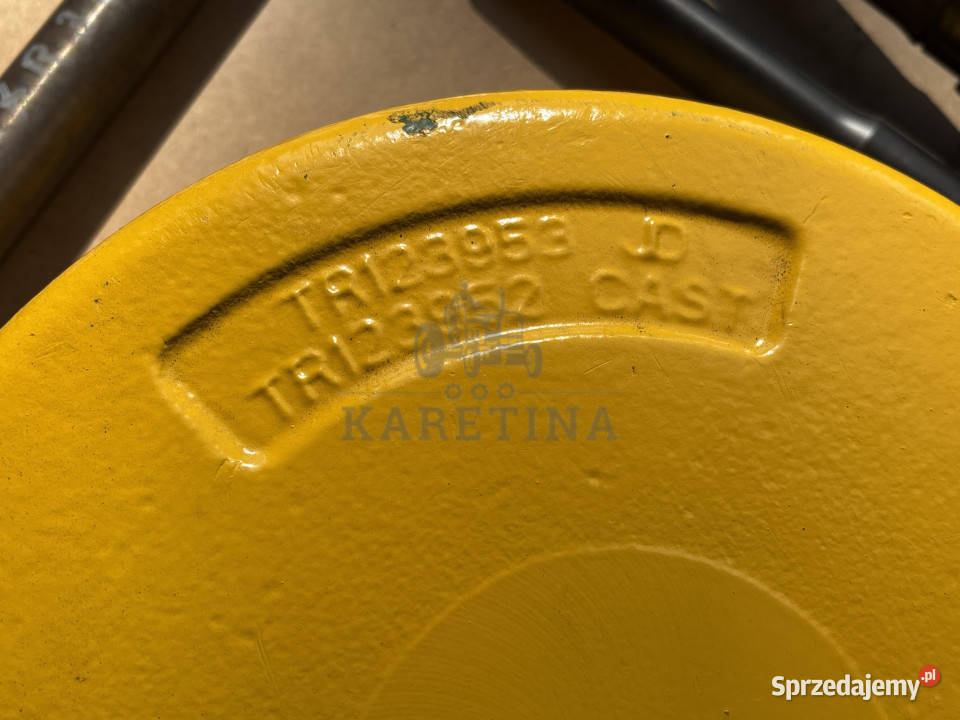 TR123953 JD
TR123952 CAST
KARETINA
Sprzedajemy.pl